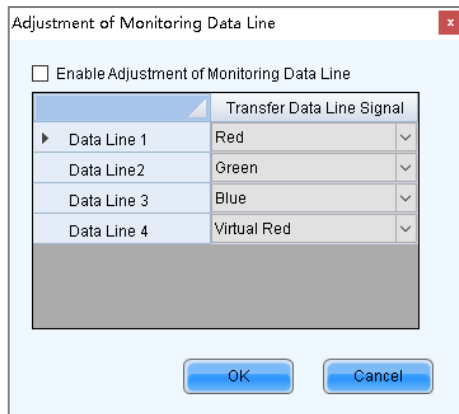 Adjustment of Monitoring Data Line
x
Enable Adjustment of Monitoring Data Line
Transfer Data Line Signal
Data Line 1 Red
Data Line2 Green
Data Line 3 Blue
Data Line 4 Virtual Red
OK Cancel